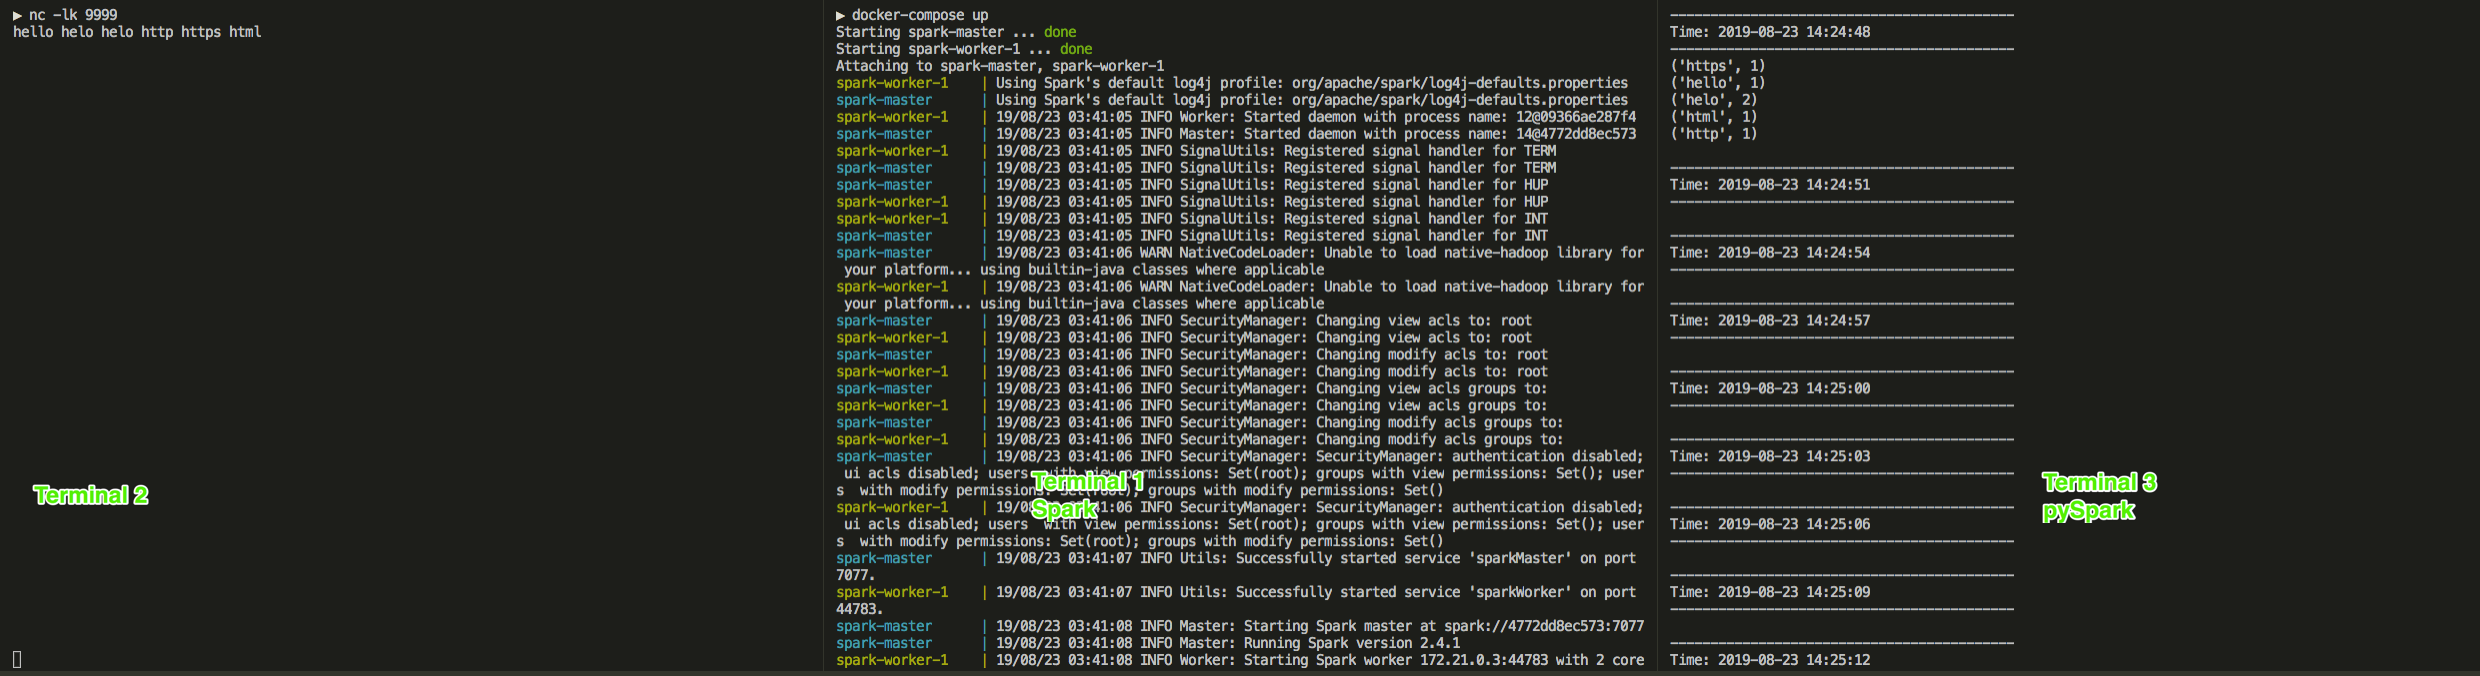 ▶ nc -lk 9999
hello helo helo http https html
Terminal 2
▶ docker-compose up
Starting spark-master ... done
Starting spark-worker-1 ... done
Attaching to spark-master, spark-worker-1
spark-worker-1 | Using Spark's default log4j profile: org/apache/spark/log4j-defaults.properties
spark-master | Using Spark's default log4j profile: org/apache/spark/log4j-defaults.properties
spark-worker-1 | 19/08/23 03:41:05 INFO Worker: Started daemon with process name: 12@09366ae287f4
spark-master | 19/08/23 03:41:05 INFO Master: Started daemon with process name: 14@4772dd8ec573
spark-worker-1 | 19/08/23 03:41:05 INFO SignalUtils: Registered signal handler for TERM
spark-master | 19/08/23 03:41:05 INFO SignalUtils: Registered signal handler for TERM
spark-master | 19/08/23 03:41:05 INFO SignalUtils: Registered signal handler for HUP
spark-worker-1 | 19/08/23 03:41:05 INFO SignalUtils: Registered signal handler for HUP
spark-worker-1 | 19/08/23 03:41:05 INFO SignalUtils: Registered signal handler for INT
spark-master | 19/08/23 03:41:05 INFO SignalUtils: Registered signal handler for INT
spark-master | 19/08/23 03:41:06 WARN NativeCodeLoader: Unable to load native-hadoop library for
your platform... using builtin-java classes where applicable
spark-worker-1 | 19/08/23 03:41:06 WARN NativeCodeLoader: Unable to load native-hadoop library for
your platform... using builtin-java classes where applicable
spark-master | 19/08/23 03:41:06 INFO SecurityManager: Changing view acls to: root
spark-worker-1 | 19/08/23 03:41:06 INFO SecurityManager: Changing view acls to: root
spark-master | 19/08/23 03:41:06 INFO SecurityManager: Changing modify acls to: root
spark-worker-1 | 19/08/23 03:41:06 INFO SecurityManager: Changing modify acls to: root
spark-master | 19/08/23 03:41:06 INFO SecurityManager: Changing view acls groups to:
spark-worker-1 | 19/08/23 03:41:06 INFO SecurityManager: Changing view acls groups to:
spark-master | 19/08/23 03:41:06 INFO SecurityManager: Changing modify acls groups to:
spark-worker-1 | 19/08/23 03:41:06 INFO SecurityManager: Changing modify acls groups to:
spark-master | 19/08/23 03:41:06 INFO SecurityManager: SecurityManager: authentication disabled;
ui acls disabled; users with view permissions: Set(root); groups with view permissions: Set(); user
s with modify permissions: Set(root); groups with modify permissions: Set()
spark-worker-1 | 19/08/23 03:41:06 INFO SecurityManager: SecurityManager: authentication disabled;
ui acls disabled; users with view permissions: Set(root); groups with view permissions: Set(); user
s with modify permissions: Set(root); groups with modify permissions: Set()
spark-master | 19/08/23 03:41:07 INFO Utils: Successfully started service 'sparkMaster' on port
7077.
spark-worker-1 | 19/08/23 03:41:07 INFO Utils: Successfully started service 'sparkWorker' on port
44783.
spark-master | 19/08/23 03:41:08 INFO Master: Starting Spark master at spark://4772dd8ec573:7077
spark-master | 19/08/23 03:41:08 INFO Master: Running Spark version 2.4.1
spark-worker-1 | 19/08/23 03:41:08 INFO Worker: Starting Spark worker 172.21.0.3:44783 with 2 core
Terminal 1
Spark
-------------------------------------------
Time: 2019-08-23 14:24:48
-------------------------------------------
('https', 1)
('hello', 1)
('helo', 2)
('html', 1)
('http', 1)
-------------------------------------------
Time: 2019-08-23 14:24:51
-------------------------------------------
-------------------------------------------
Time: 2019-08-23 14:24:54
-------------------------------------------
-------------------------------------------
Time: 2019-08-23 14:24:57
-------------------------------------------
-------------------------------------------
Time: 2019-08-23 14:25:00
-------------------------------------------
-------------------------------------------
Time: 2019-08-23 14:25:03
-------------------------------------------
-------------------------------------------
Time: 2019-08-23 14:25:06
-------------------------------------------
-------------------------------------------
Time: 2019-08-23 14:25:09
-------------------------------------------
-------------------------------------------
Time: 2019-08-23 14:25:12
Terminal 3
pySpark